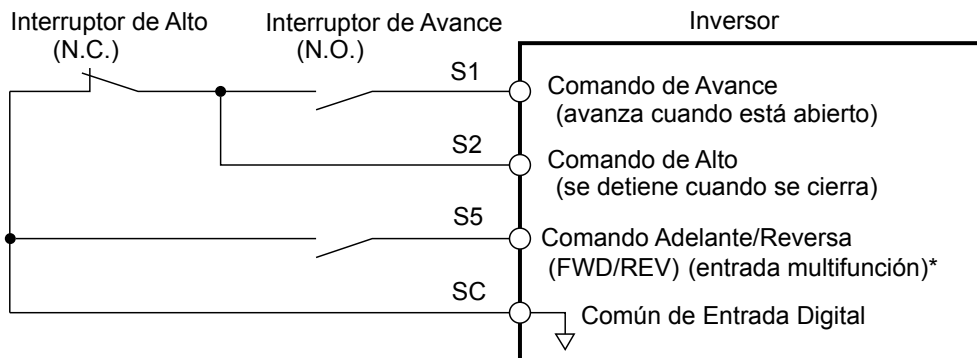 Interruptor de Alto
(N.C.)
Interruptor de Avance
(N.O.)
Inversor
S1
Comando de Avance
(avanza cuando está abierto)
S2
Comando de Alto
(se detiene cuando se cierra)
S5
Comando Adelante/Reversa
(FWD/REV) (entrada multifunción)*
SC
Común de Entrada Digital